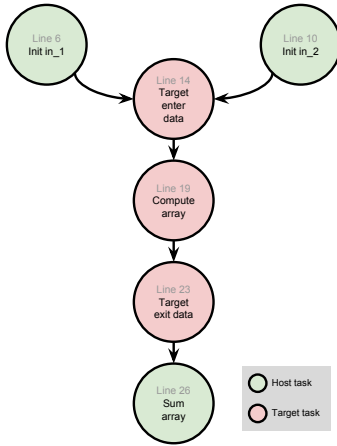 Line 6
Init in_1
Line 10
Init in_2
Line 14
Target
enter
data
Line 19
Compute
array
Line 23
Target
exit data
Line 26
Sum
array
Host task
Target task